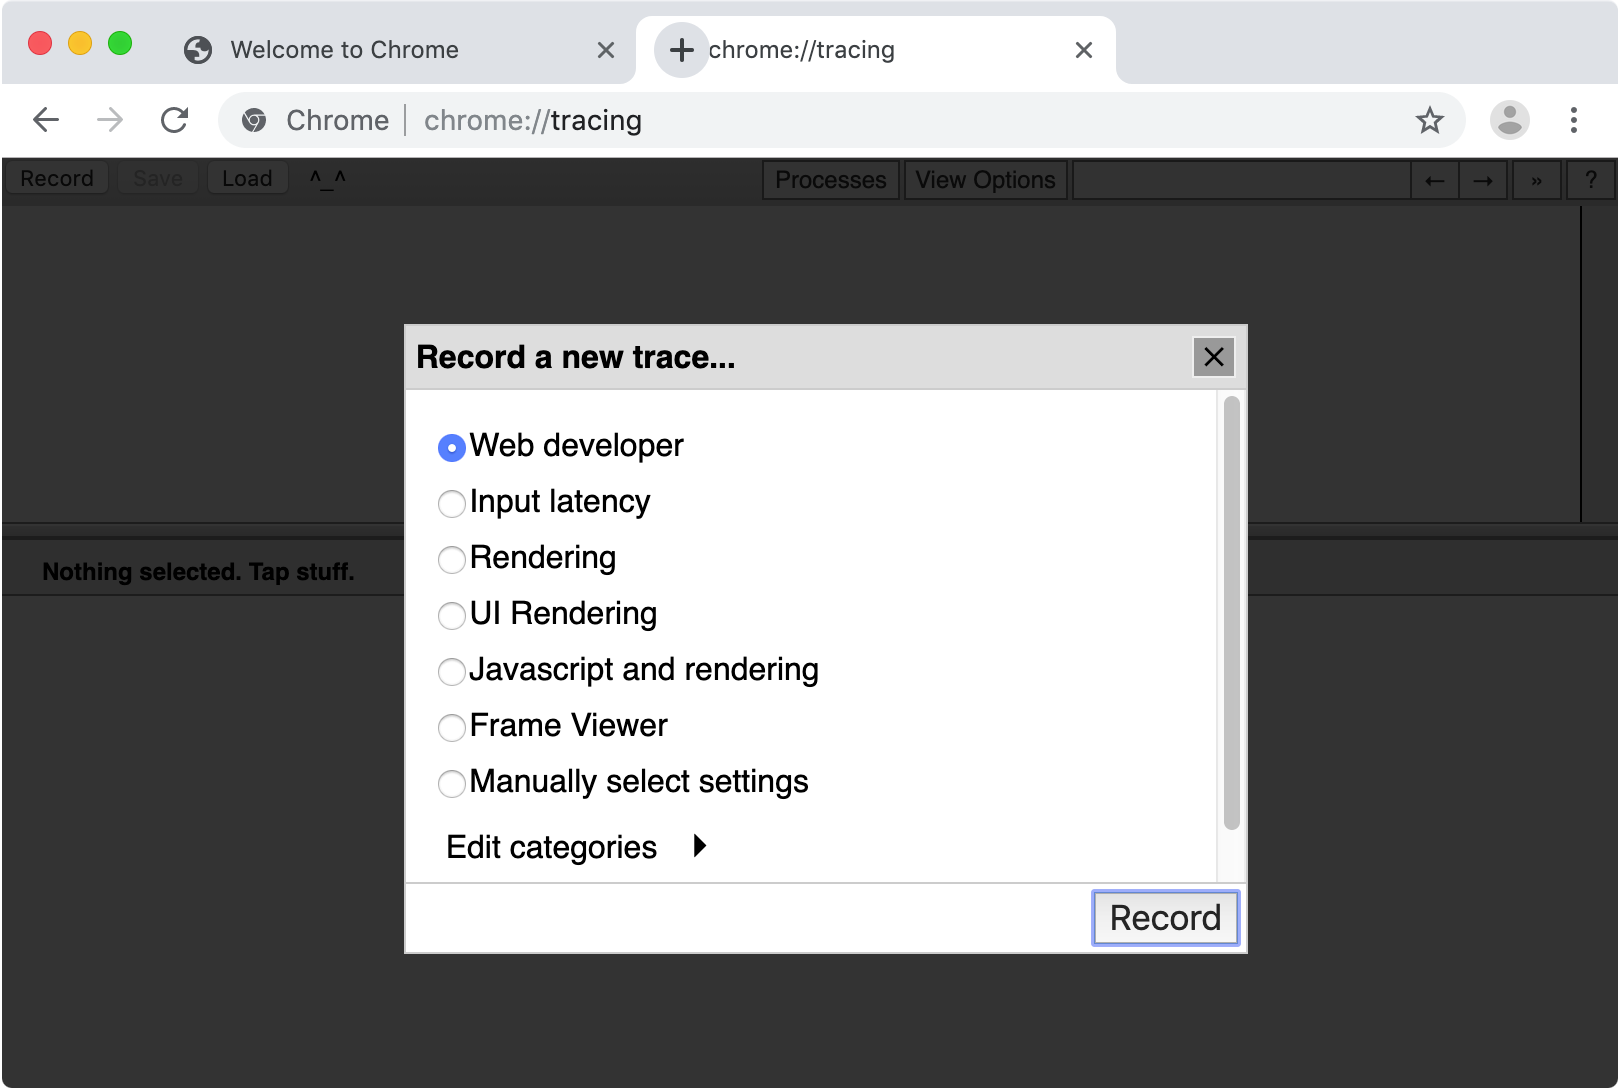 Welcome to Chrome
chrome://tracing
Chrome chrome://tracing
Record Save Load ^_^ Processes View Options ← → » ?
Record a new trace...
Web developer
Input latency
Rendering
Nothing selected. Tap stuff.
UI Rendering
Javascript and rendering
Frame Viewer
Manually select settings
Edit categories
Record